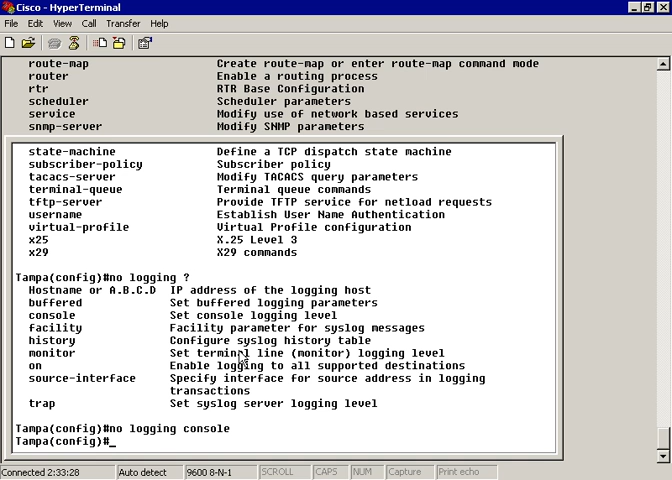 Cisco - HyperTerminal
File Edit View Call Transfer Help
route-map Create route-map or enter route-map command mode
router Enable a routing process
rtr RTR Base Configuration
scheduler Scheduler parameters
service Modify use of network based services
snmp-server Modify SNMP parameters
state-machine Define a TCP dispatch state machine
subscriber-policy Subscriber policy
tacacs-server Modify TACACS query parameters
terminal-queue Terminal queue commands
tftp-server Provide TFTP service for netload requests
username Establish User Name Authentication
virtual-profile Virtual Profile configuration
x25 X.25 Level 3
x29 X29 commands
Tampa(config)#no logging ?
Hostname or A.B.C.D IP address of the logging host
buffered Set buffered logging parameters
console Set console logging level
facility Facility parameter for syslog messages
history Configure syslog history table
monitor Set terminal line (monitor) logging level
on Enable logging to all supported destinations
source-interface Specify interface for source address in logging
transactions
trap Set syslog server logging level
Tampa(config)#no logging console
Tampa(config)#_
Connected 2:33:28 Auto detect 9600 8-N-1 SCROLL CAPS NUM Capture Print echo